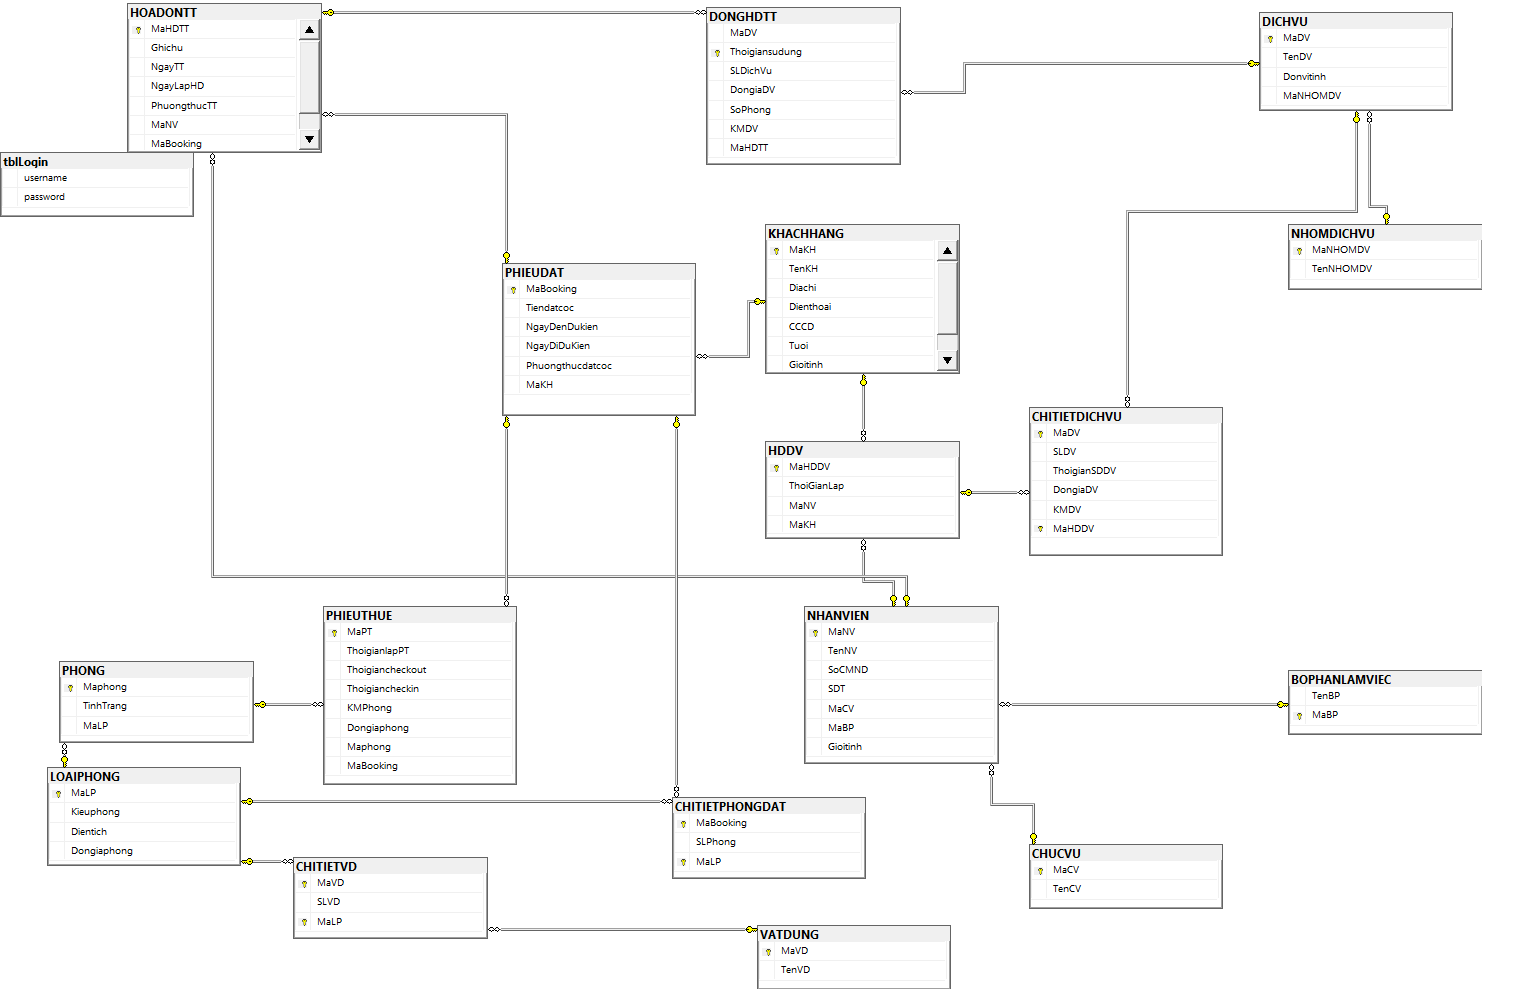 HOADONTT
MaHDTT
Ghichu
NgayTT
NgayLapHD
PhuongthucTT
MaNV
MaBooking
tblLogin
username
password
DONGHDTT
MaDV
Thoigiansudung
SLDichVu
DongiaDV
SoPhong
KMDV
MaHDTT
DICHVU
MaDV
TenDV
Donvitinh
MaNHOMDV
NHOMDICHVU
MaNHOMDV
TenNHOMDV
PHIEUDAT
MaBooking
Tiendatcoc
NgayDenDukien
NgayDiDuKien
Phuongthucdatcoc
MaKH
KHACHHANG
MaKH
TenKH
Diachi
Dienthoai
CCCD
Tuoi
Gioitinh
HDDV
MaHDDV
ThoiGianLap
MaNV
MaKH
CHITIETDICHVU
MaDV
SLDV
ThoigianSDDV
DongiaDV
KMDV
MaHDDV
PHIEUTHUE
MaPT
ThoigianlapPT
Thoigiancheckout
Thoigiancheckin
KMPhong
Dongiaphong
Maphong
MaBooking
NHANVIEN
MaNV
TenNV
SoCMND
SDT
MaCV
MaBP
Gioitinh
PHONG
Maphong
TinhTrang
MaLP
BOPHANLAMVIEC
TenBP
MaBP
LOAIPHONG
MaLP
Kieuphong
Dientich
Dongiaphong
CHITIETPHONGDAT
MaBooking
SLPhong
MaLP
CHUCVU
MaCV
TenCV
CHITIETVD
MaVD
SLVD
MaLP
VATDUNG
MaVD
TenVD